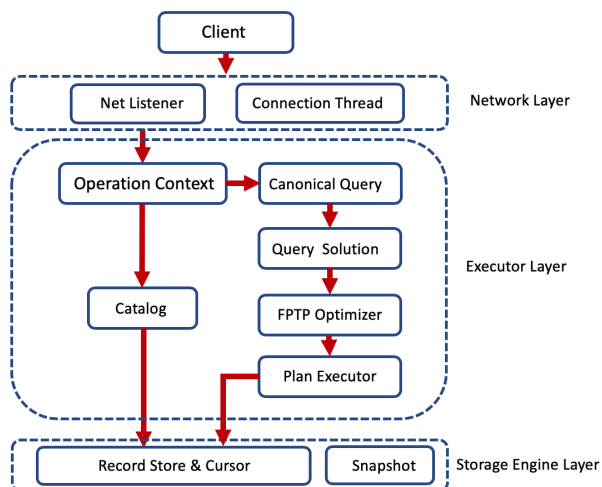 Client
Net Listener
Connection Thread
Network Layer
Operation Context
Canonical Query
Query Solution
Executor Layer
Catalog
FPTP Optimizer
Plan Executor
Record Store & Cursor
Snapshot
Storage Engine Layer